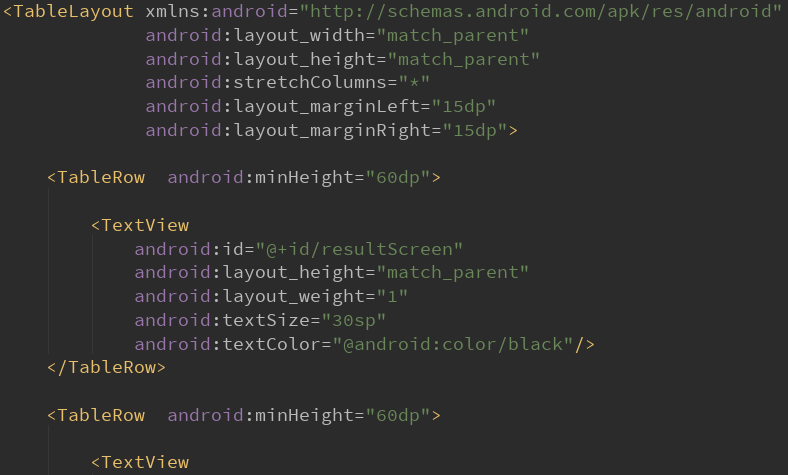 <TableLayout xmlns:android="http://schemas.android.com/apk/res/android"
android:layout_width="match_parent"
android:layout_height="match_parent"
android:stretchColumns="*"
android:layout_marginLeft="15dp"
android:layout_marginRight="15dp">
<TableRow  android:minHeight="60dp">
<TextView
android:id="@+id/resultScreen"
android:layout_height="match_parent"
android:layout_weight="1"
android:textSize="30sp"
android:textColor="@android:color/black"/>
</TableRow>
<TableRow  android:minHeight="60dp">
<TextView